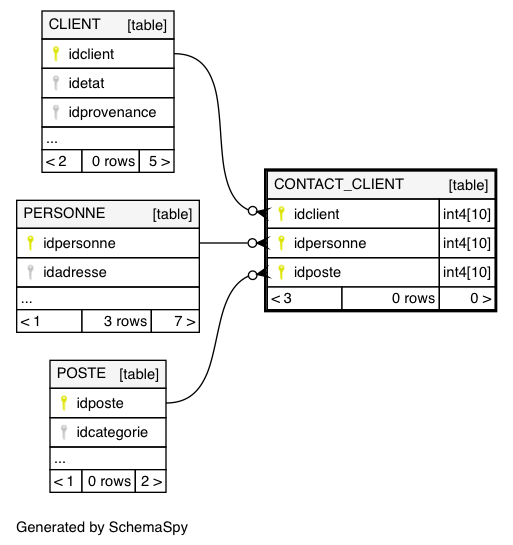 CLIENT [table]
idclient
idetat
idprovenance
...
< 2 0 rows 5 >
PERSONNE [table]
idpersonne
idadresse
...
< 1 3 rows 7 >
POSTE [table]
idposte
idcategorie
...
< 1 0 rows 2 >
CONTACT_CLIENT [table]
idclient int4[10]
idpersonne int4[10]
idposte int4[10]
< 3 0 rows 0 >
Generated by SchemaSpy